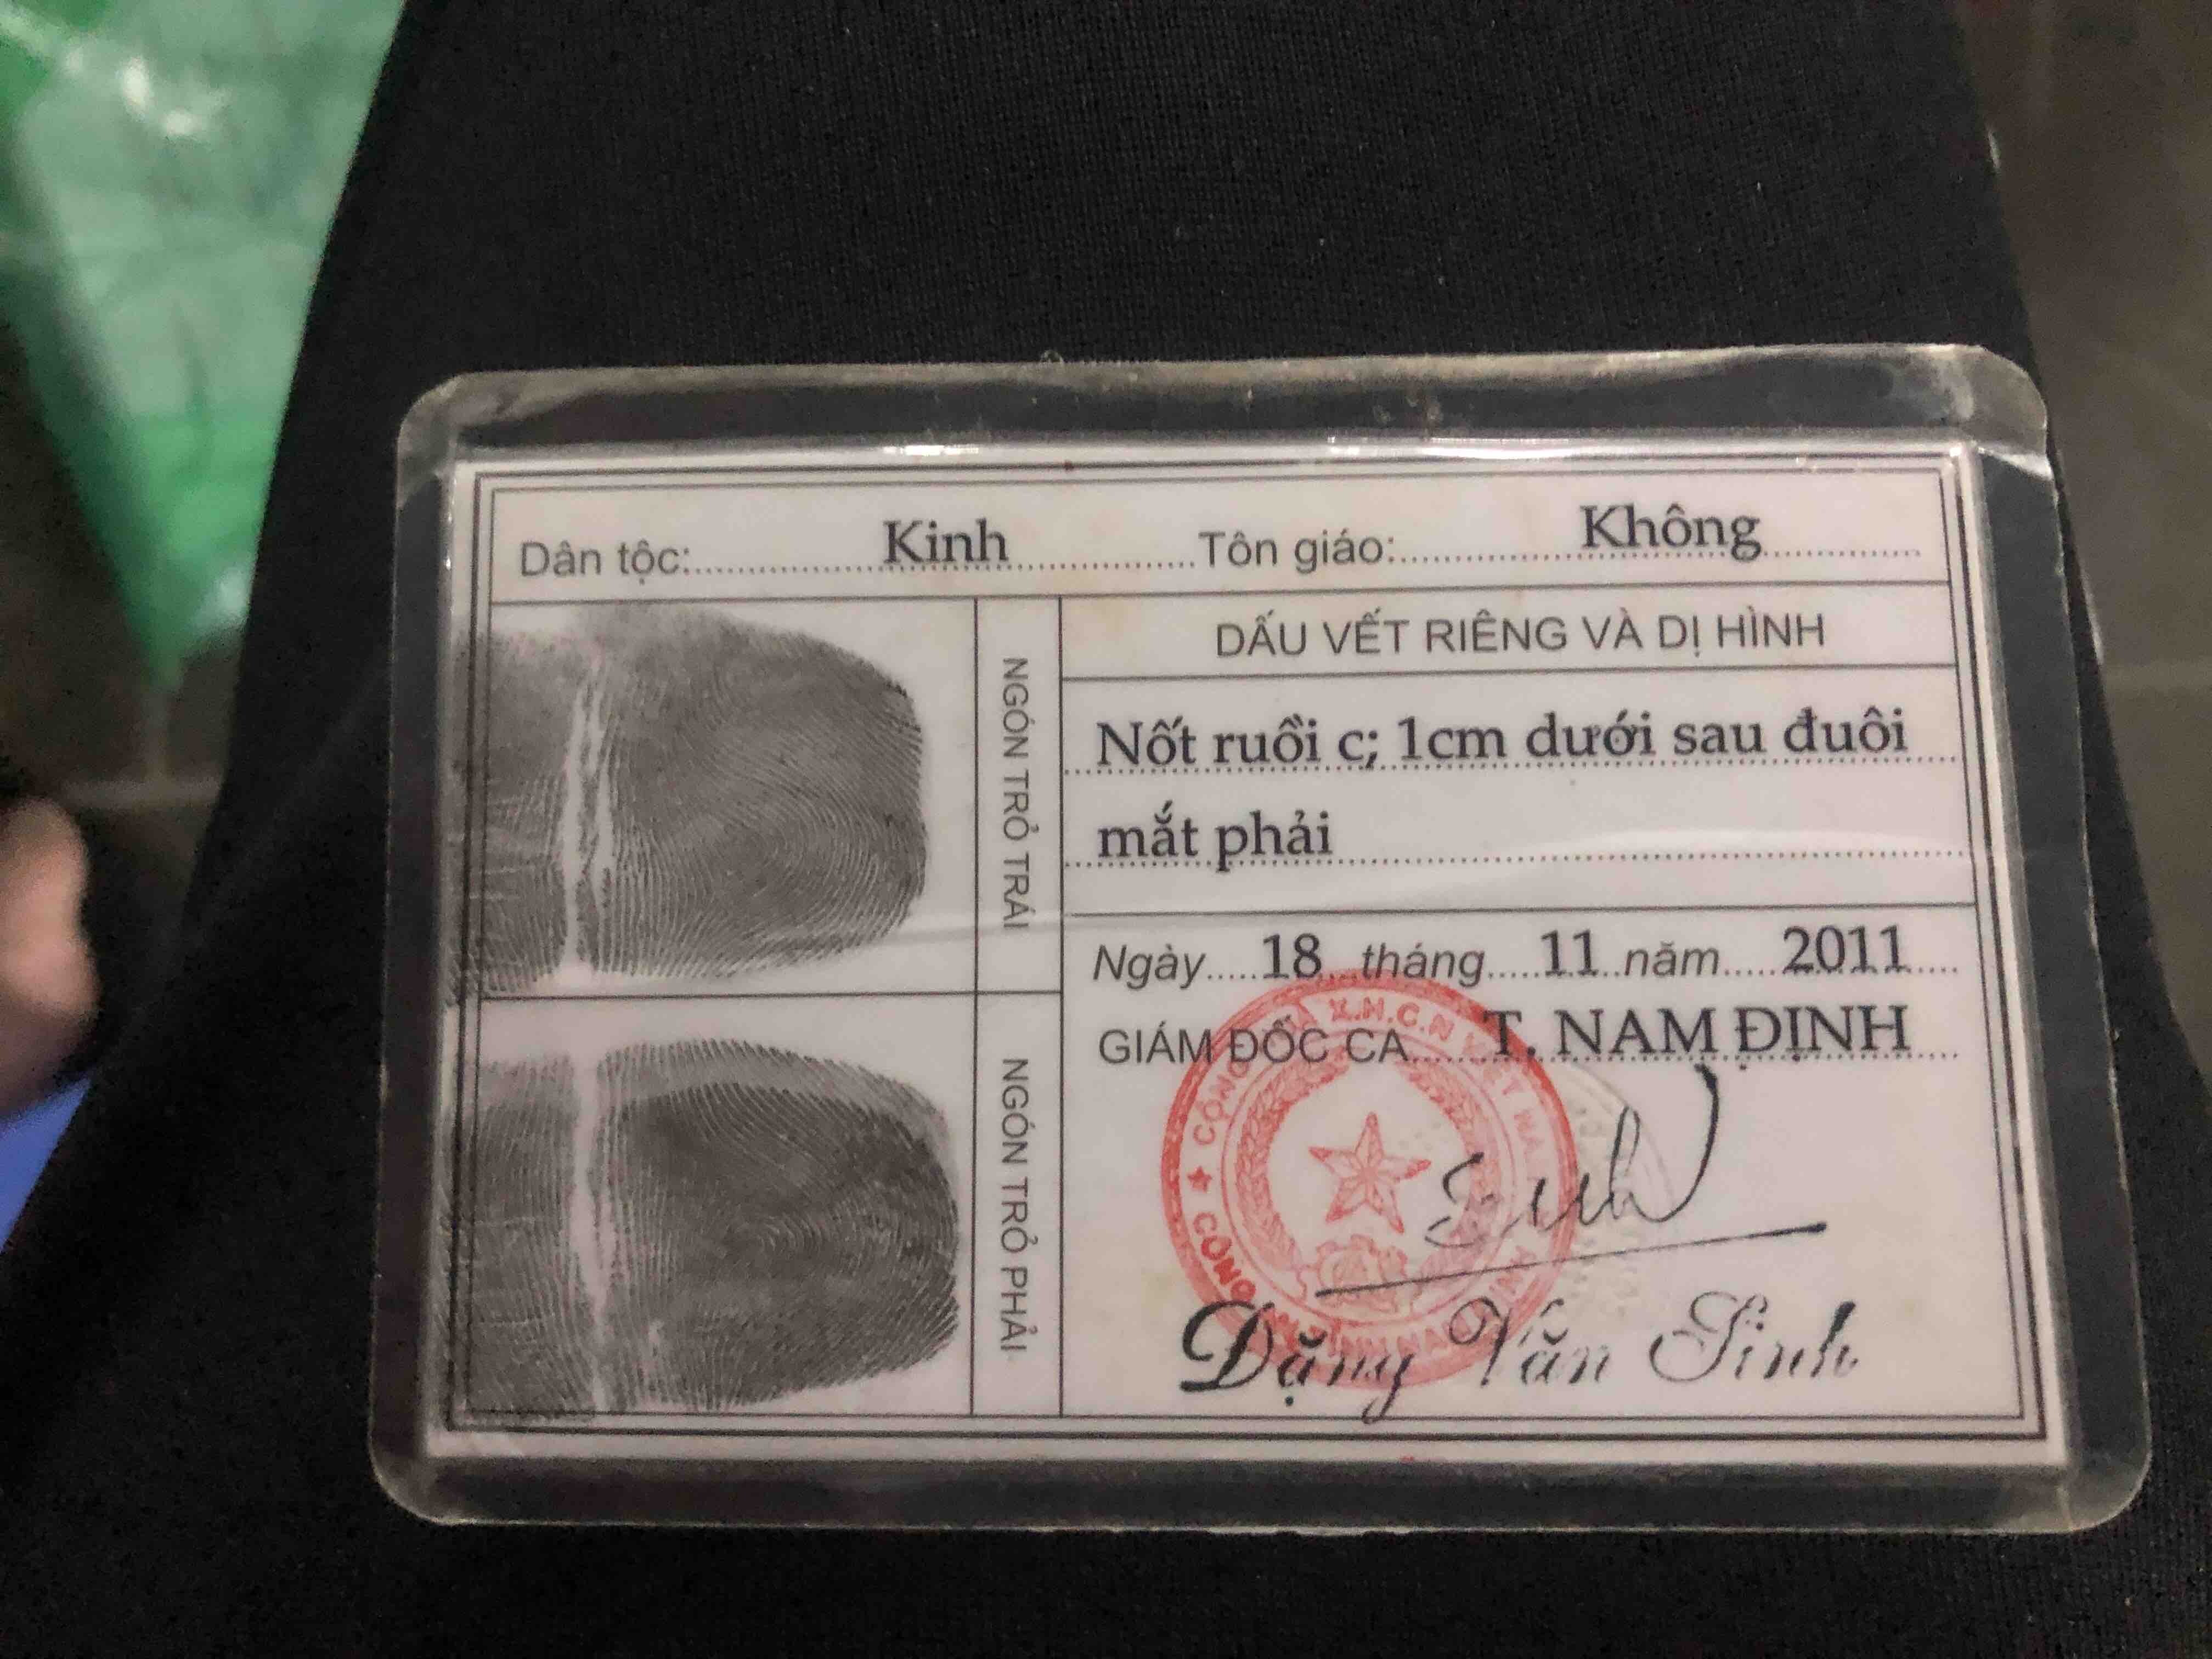 Dân tộc: Kinh Tôn giáo: Không
NGÓN TRỎ TRÁI
NGÓN TRỎ PHẢI
DẤU VẾT RIÊNG VÀ DỊ HÌNH
Nốt ruồi c; 1cm dưới sau đuôi
mắt phải
Ngày 18 tháng 11 năm 2011
GIÁM ĐỐC CA T. NAM ĐỊNH
Đặng Văn Sinh